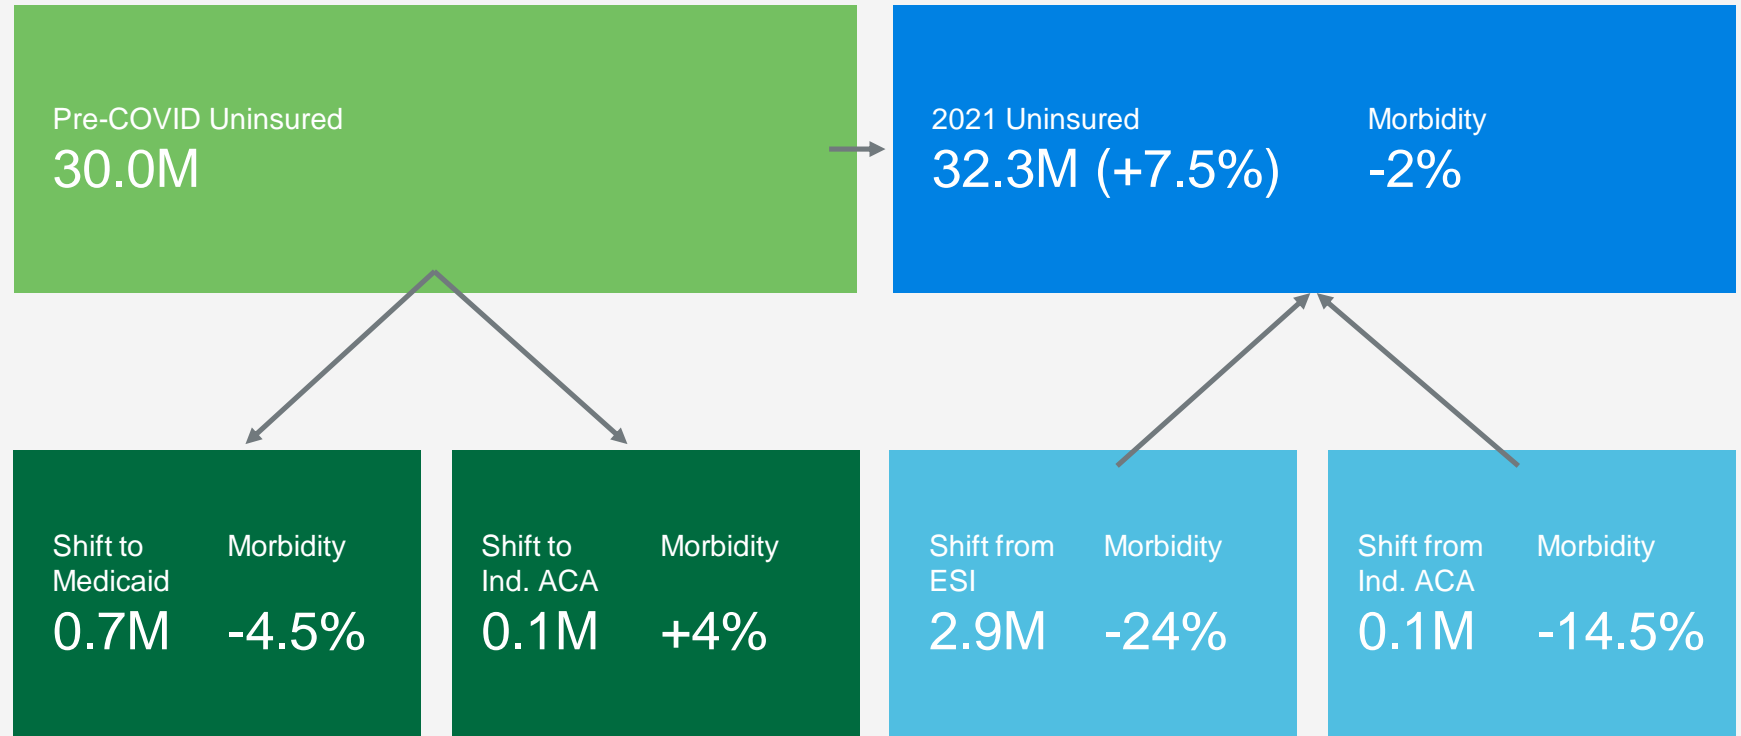 Pre-COVID Uninsured
30.0M
2021 Uninsured Morbidity
32.3M (+7.5%) -2%
Shift to Morbidity
Medicaid
0.7M -4.5%
Shift to Morbidity
Ind. ACA
0.1M +4%
Shift from Morbidity
ESI
2.9M -24%
Shift from Morbidity
Ind. ACA
0.1M -14.5%